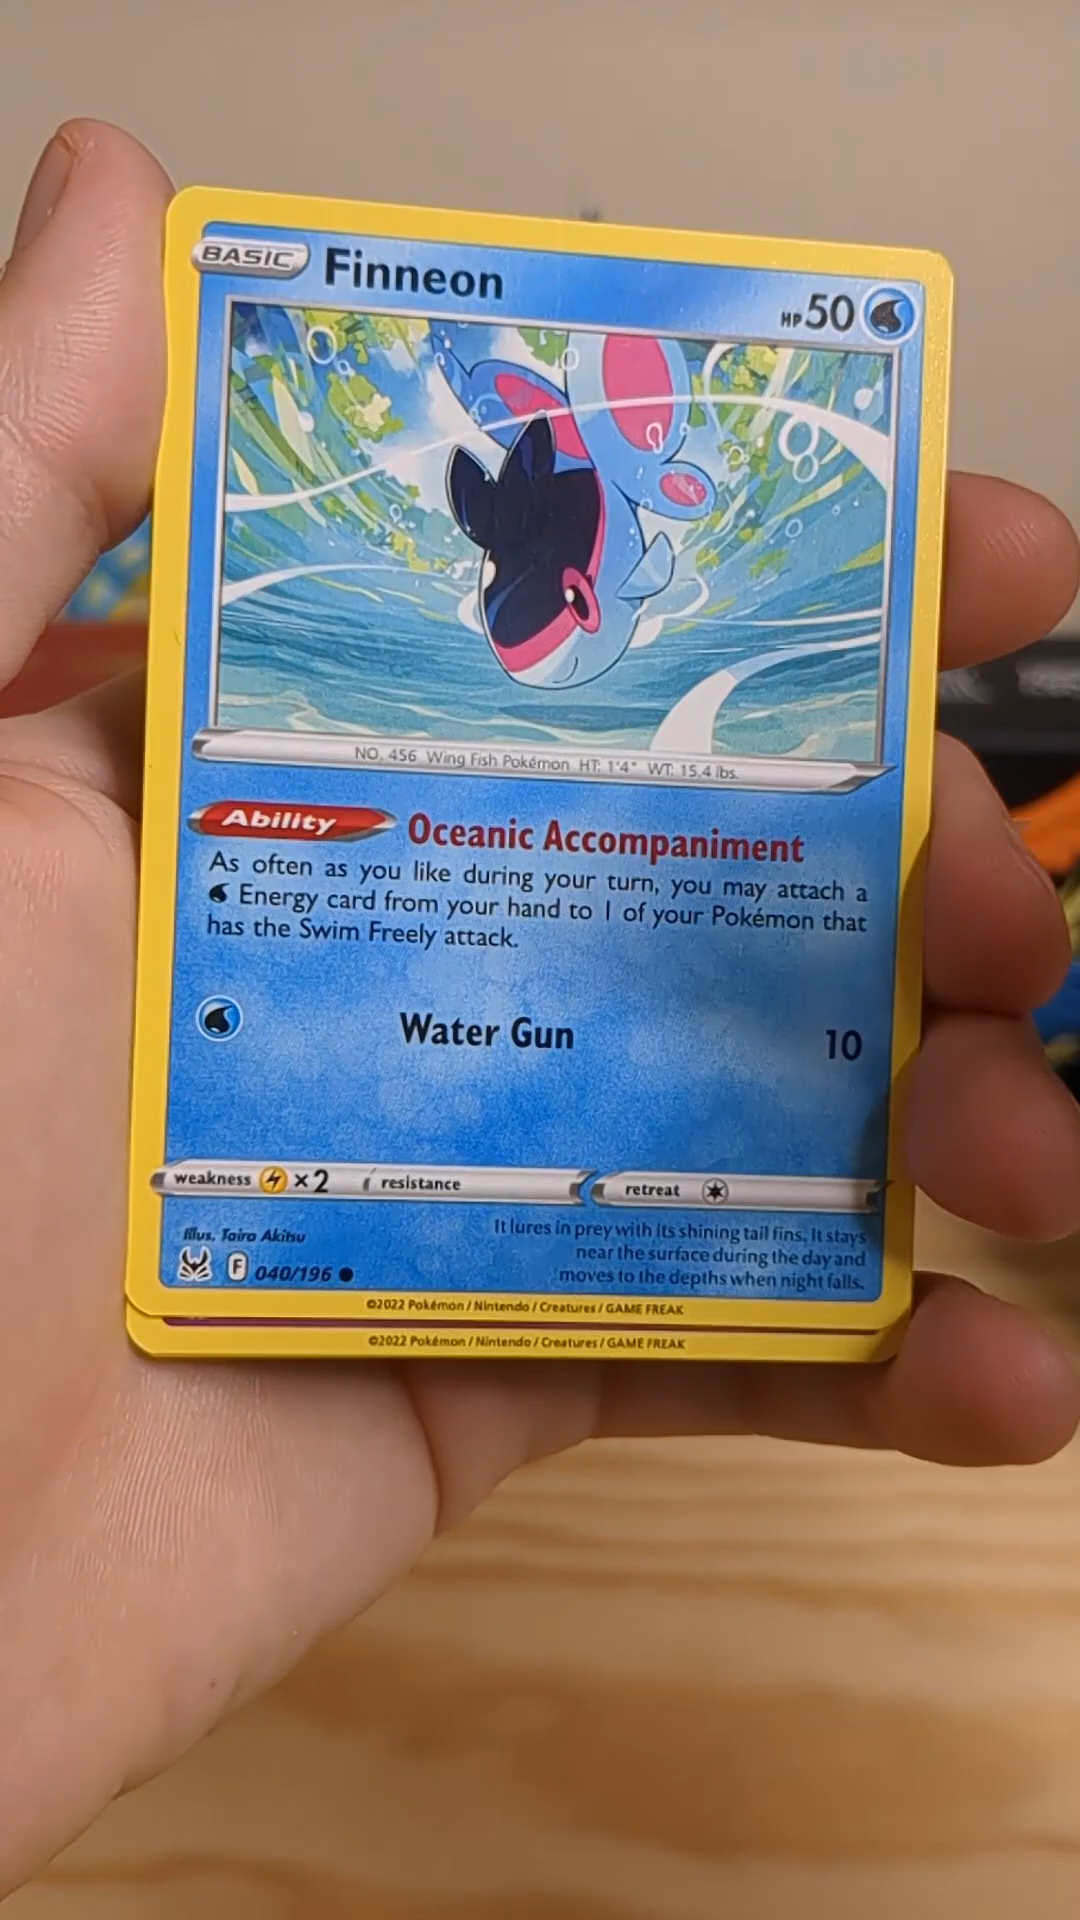 BASIC Finneon HP 50
NO. 456 Wing Fish Pokémon HT: 1'4" WT: 15.4 lbs.
Ability Oceanic Accompaniment
As often as you like during your turn, you may attach a
Energy card from your hand to 1 of your Pokémon that
has the Swim Freely attack.
Water Gun 10
weakness ×2 resistance retreat
It lures in prey with its shining tail fins. It stays
near the surface during the day and
moves to the depths when night falls.
Illus. Taira Akitsu
F 040/196
©2022 Pokémon / Nintendo / Creatures / GAME FREAK
©2022 Pokémon / Nintendo / Creatures / GAME FREAK